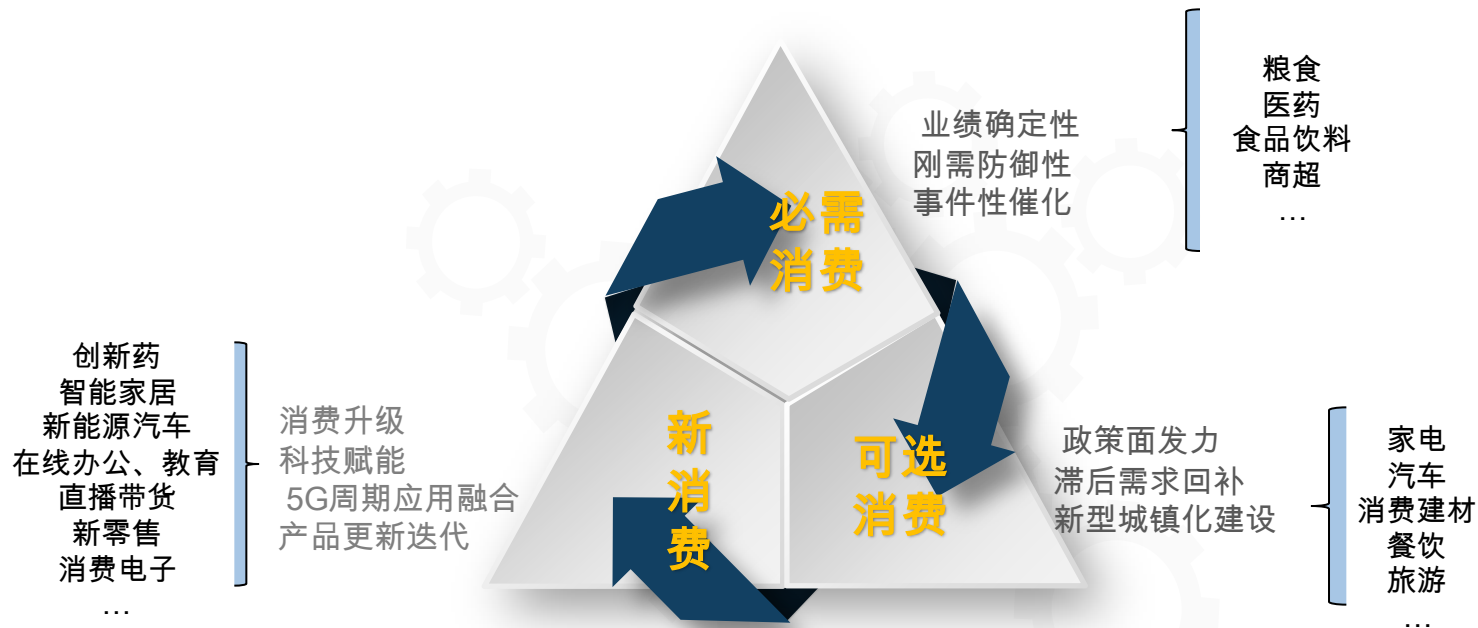 粮食
医药
食品饮料
商超
…
业绩确定性
刚需防御性
事件性催化
必需
消费
创新药
智能家居
新能源汽车
在线办公、教育
直播带货
新零售
消费电子
…
消费升级
科技赋能
5G周期应用融合
产品更新迭代
新
消
费
可选
消费
政策面发力
滞后需求回补
新型城镇化建设
家电
汽车
消费建材
餐饮
旅游
…